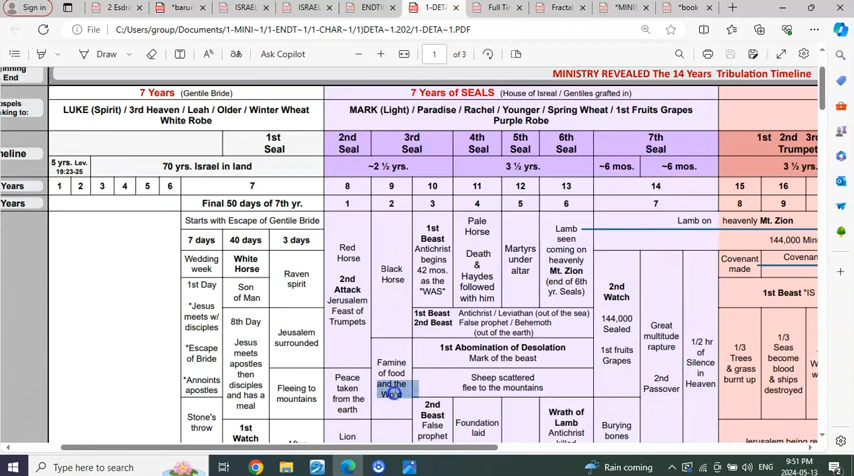 Sign in
2 Esdra
*baruc
ISRAEL
ISRAEL
ENDTI
1-DETA
Full Tim
Fractal
*MINIS
*book
File
C:/Users/group/Documents/1-MINI~1/1-ENDT~1/1-CHAR~1/1)DETA~1.202/1-DETA~1.PDF
Draw
Ask Copilot
1
of 3
MINISTRY REVEALED The 14 Years Tribulation Timeline
eginning
End
7 Years (Gentile Bride)
7 Years of SEALS (House of Isreal / Gentiles grafted in)
ospels
aking to:
LUKE (Spirit) / 3rd Heaven / Leah / Older / Winter Wheat
White Robe
MARK (Light) / Paradise / Rachel / Younger / Spring Wheat / 1st Fruits Grapes
Purple Robe
meline
1st
Seal
2nd
Seal
3rd
Seal
4th
Seal
5th
Seal
6th
Seal
7th
Seal
1st 2nd 3r
Trumpet
5 yrs. Lev.
19:23-25
70 yrs. Israel in land
~2 ½ yrs.
3 ½ yrs.
~6 mos.
~6 mos.
3 ½ yrs.
Years
1 2 3 4 5 6 7 8 9 10 11 12 13 14 15 16
Years
Final 50 days of 7th yr.
1 2 3 4 5 6 7 8 9
Starts with Escape of Gentile Bride
7 days
40 days
3 days
Wedding
week
1st Day
*Jesus
meets w/
disciples
*Escape
of Bride
*Annoints
apostles
Stone's
throw
White
Horse
Son
of Man
8th Day
Jesus
meets
apostles
then
disciples
and has a
meal
1st
Watch
Raven
spirit
Jerusalem
surrounded
Fleeing to
mountains
After
Red
Horse
2nd
Attack
Jerusalem
Feast of
Trumpets
Peace
taken
from the
earth
Lion
Black
Horse
Famine
of food
and the
Word
1st
Beast
Antichrist
begins
42 mos.
as the
"WAS"
Pale
Horse
Death
&
Haydes
followed
with him
Martyrs
under
altar
Lamb
seen
coming on
heavenly
Mt. Zion
(end of 6th
yr. Seals)
1st Beast Antichrist / Leviathan (out of the sea)
2nd Beast False prophet / Behemoth
(out of the earth)
1st Abomination of Desolation
Mark of the beast
Sheep scattered
flee to the mountains
2nd
Beast
False
prophet
Foundation
laid
Wrath of
Lamb
Antichrist
Lamb on heavenly Mt. Zion
144,000 Mini
2nd
Watch
144,000
Sealed
1st fruits
Grapes
Burying
bones
Great
multitude
rapture
2nd
Passover
1/2 hr
of
Silence
in
Heaven
Covenant
made
Covenan
1st Beast "IS
1/3
Trees
& grass
burnt up
1/3
Seas
become
blood
& ships
destroyed
Type here to search
Rain coming
ENG
9:51 PM
2024-05-13